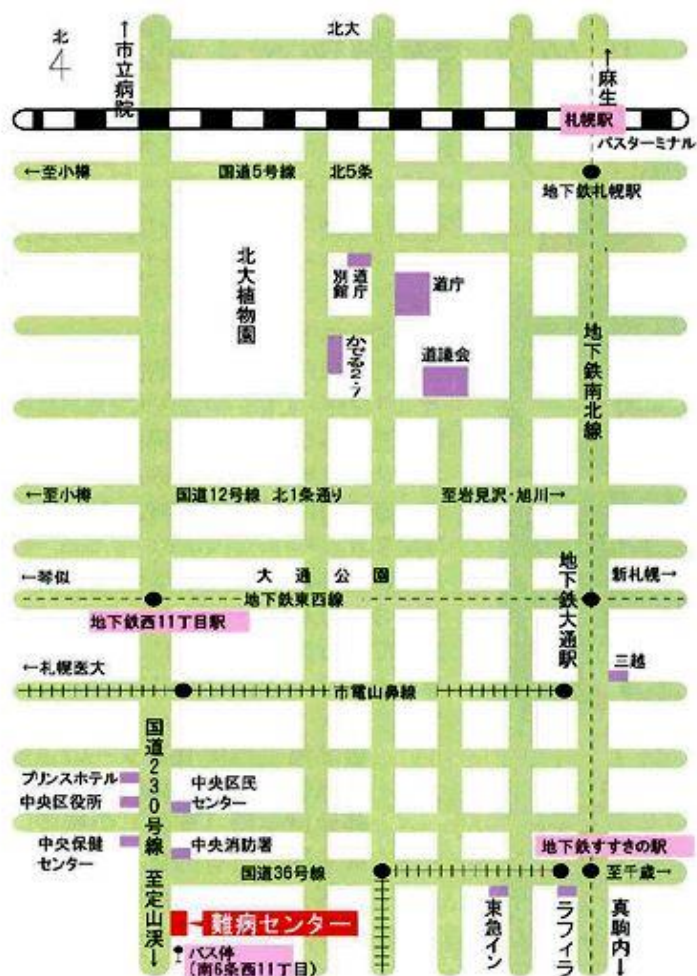 北
4
↑市立病院
北大
↑麻生
札幌駅
バスターミナル
←至小樽
国道5号線
北5条
地下鉄札幌駅
北大植物園
道庁
別館
道庁
かでる2・7
道議会
地下鉄南北線
←至小樽
国道12号線
北1条通り
至岩見沢・旭川→
←琴似
大通公園
地下鉄大通駅
新札幌→
地下鉄東西線
地下鉄西11丁目駅
←札幌医大
三越
市電山鼻線
国道230号線
至定山渓→
プリンスホテル
中央区役所
中央区民
センター
中央保健
センター
中央消防署
地下鉄すすきの駅
国道36号線
至千歳→
難病センター
東急イン
ラフィラ
真駒内→
バス停
(南6条西11丁目)